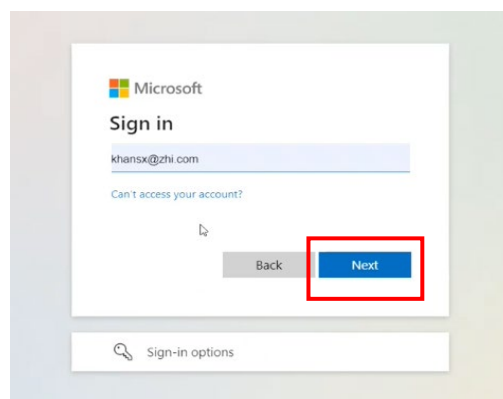 Microsoft
Sign in
khansx@zhi.com
Can't access your account?
Back Next
Sign-in options